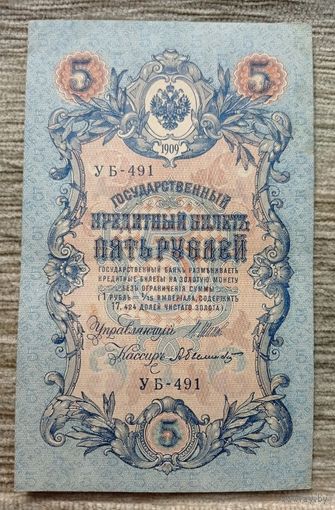 5 5
1909
УБ-491
ГОСУДАРСТВЕННЫЙ
КРЕДИТНЫЙ БИЛЕТЪ
ПЯТЬ РУБЛЕЙ
ГОСУДАРСТВЕННЫЙ БАНКЪ РАЗМѢНИВАЕТЪ
КРЕДИТНЫЕ БИЛЕТЫ НА ЗОЛОТУЮ МОНЕТУ
БЕЗЪ ОГРАНИЧЕНІЯ СУММЫ
(1 РУБЛЬ = 1/15 ИМПЕРІАЛА, СОДЕРЖИТЪ
17,424 ДОЛЕЙ ЧИСТАГО ЗОЛОТА).
Управляющій
Кассиръ
УБ-491
5